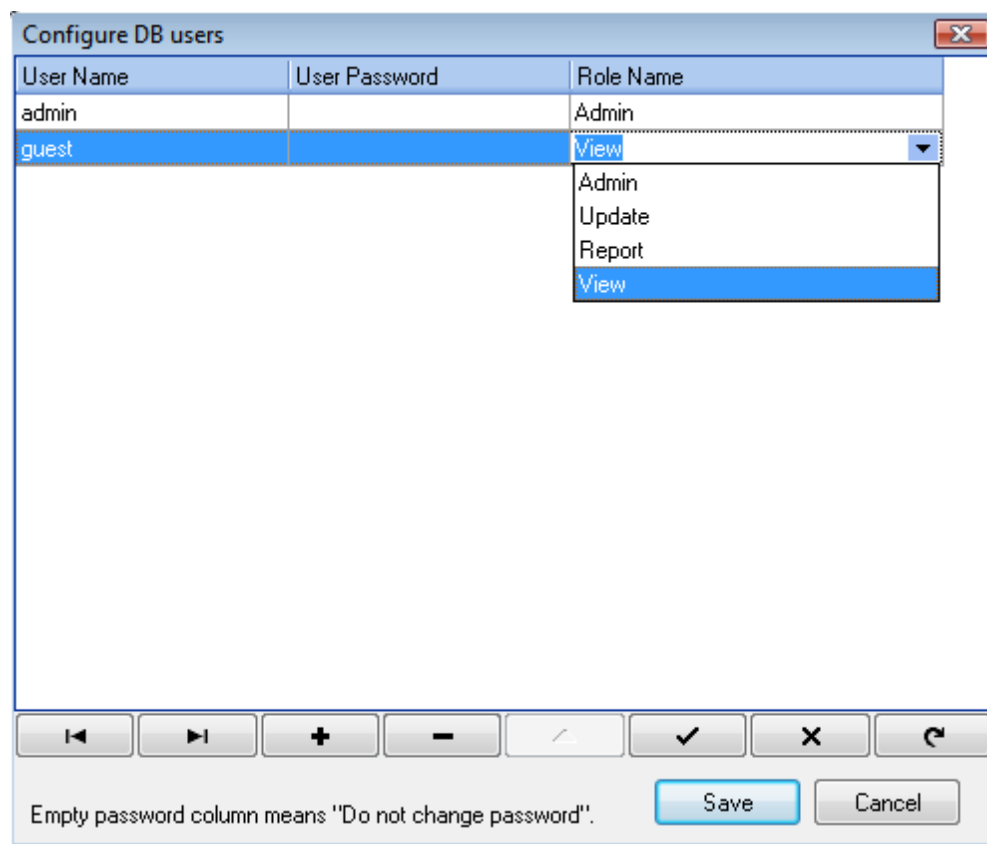 Configure DB users
User Name User Password Role Name
admin Admin
guest View
Admin
Update
Report
View
Save Cancel
Empty password column means "Do not change password".